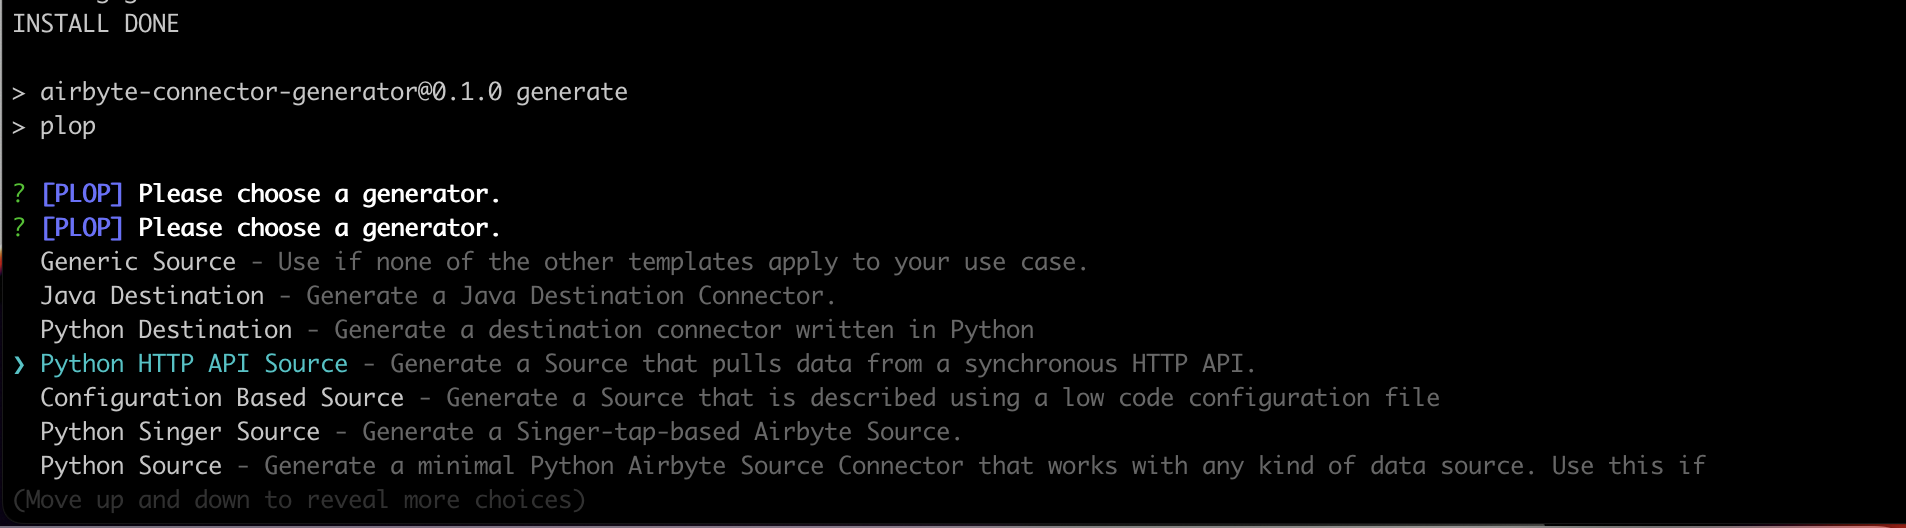 INSTALL DONE
> airbyte-connector-generator@0.1.0 generate
> plop
? [PLOP] Please choose a generator.
? [PLOP] Please choose a generator.
Generic Source - Use if none of the other templates apply to your use case.
Java Destination - Generate a Java Destination Connector.
Python Destination - Generate a destination connector written in Python
❯ Python HTTP API Source - Generate a Source that pulls data from a synchronous HTTP API.
Configuration Based Source - Generate a Source that is described using a low code configuration file
Python Singer Source - Generate a Singer-tap-based Airbyte Source.
Python Source - Generate a minimal Python Airbyte Source Connector that works with any kind of data source. Use this if
(Move up and down to reveal more choices)